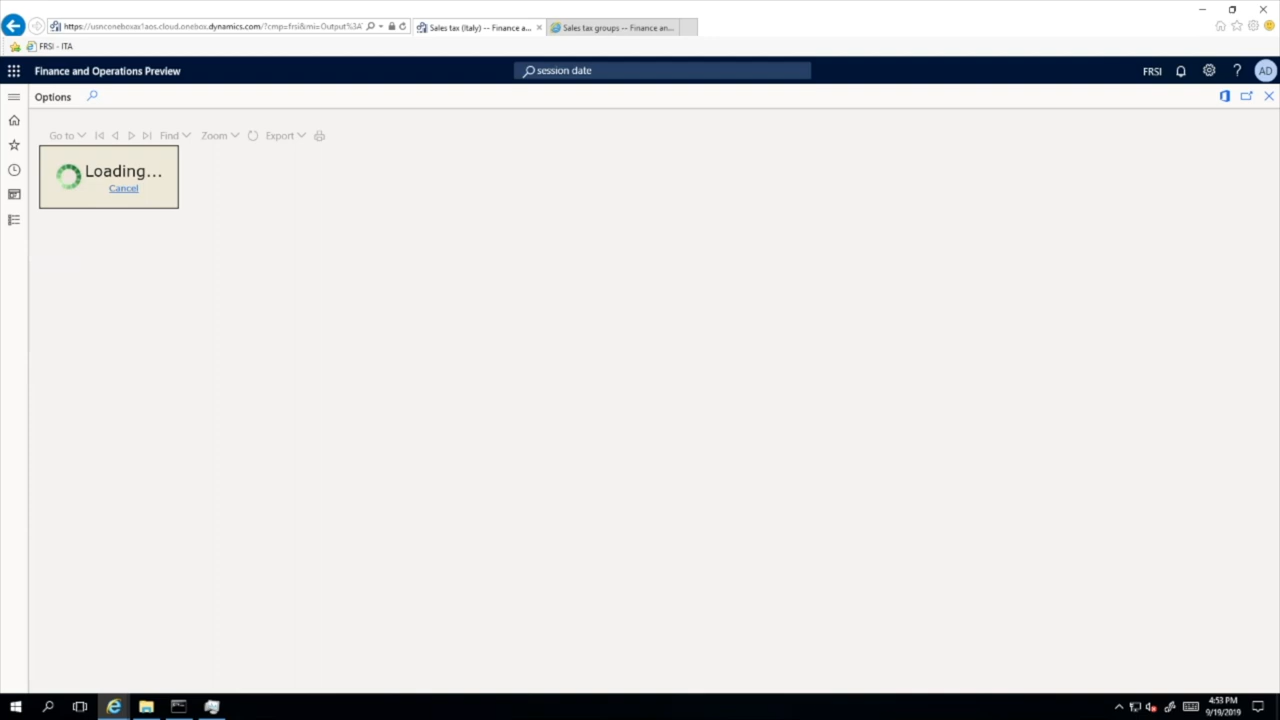 https://usnconeboxax1aos.cloud.onebox.dynamics.com/?cmp=frsi&mi=Output%3A
Sales tax (Italy) -- Finance a...
Sales tax groups -- Finance an...
FRSI - ITA
Finance and Operations Preview
session date
FRSI
?
AD
Options
Go to
Find
Zoom
Export
Loading...
Cancel
4:53 PM
9/19/2019